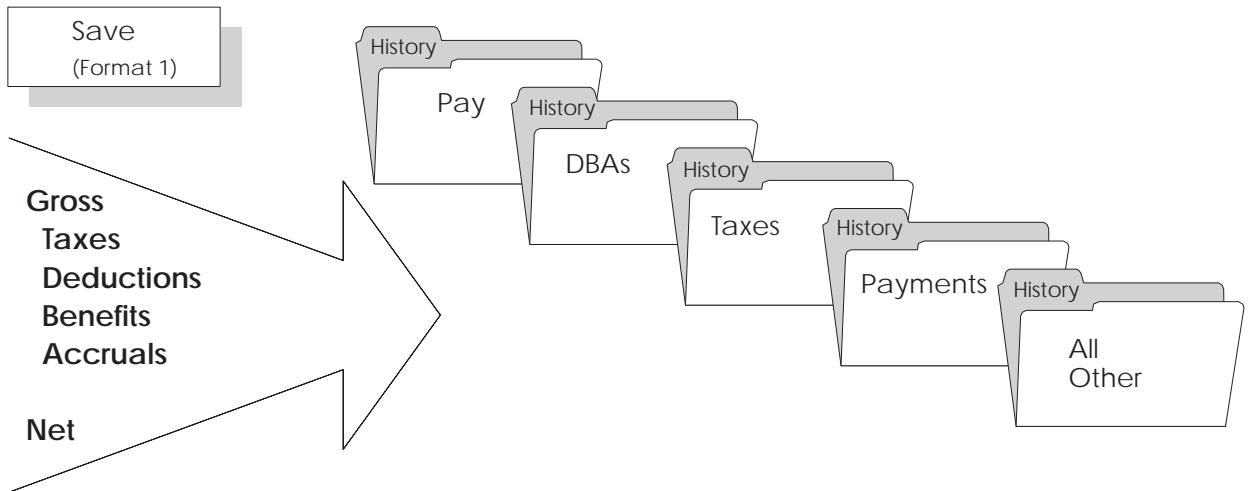 Save
(Format 1)
Gross
Taxes
Deductions
Benefits
Accruals
Net
History
Pay
History
DBAs
History
Taxes
History
Payments
History
All
Other